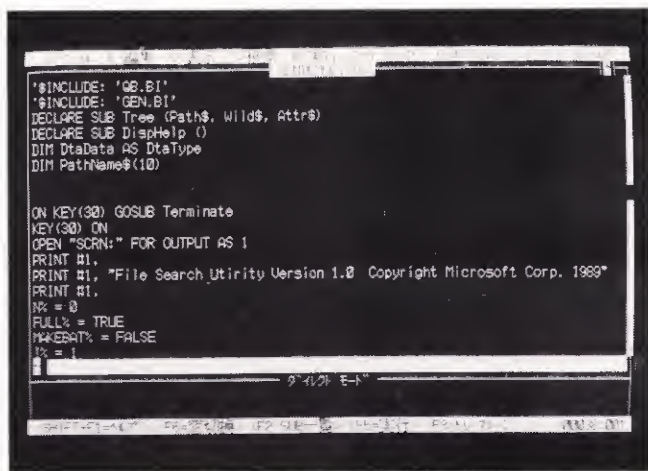 '$INCLUDE: 'QB.BI'
'$INCLUDE: 'GEN.BI'
DECLARE SUB Tree (Path$, Wild$, Attr$)
DECLARE SUB DispHelp ()
DIM DtaData AS DtaType
DIM PathName$(10)
ON KEY(30) GOSUB Terminate
KEY(30) ON
OPEN "SCRN:" FOR OUTPUT AS 1
PRINT #1,
PRINT #1, "File Search Utirity Version 1.0 Copyright Microsoft Corp. 1989"
PRINT #1,
N% = 0
FULL% = TRUE
MAKEBAT% = FALSE
= 1
ダイレクト モード